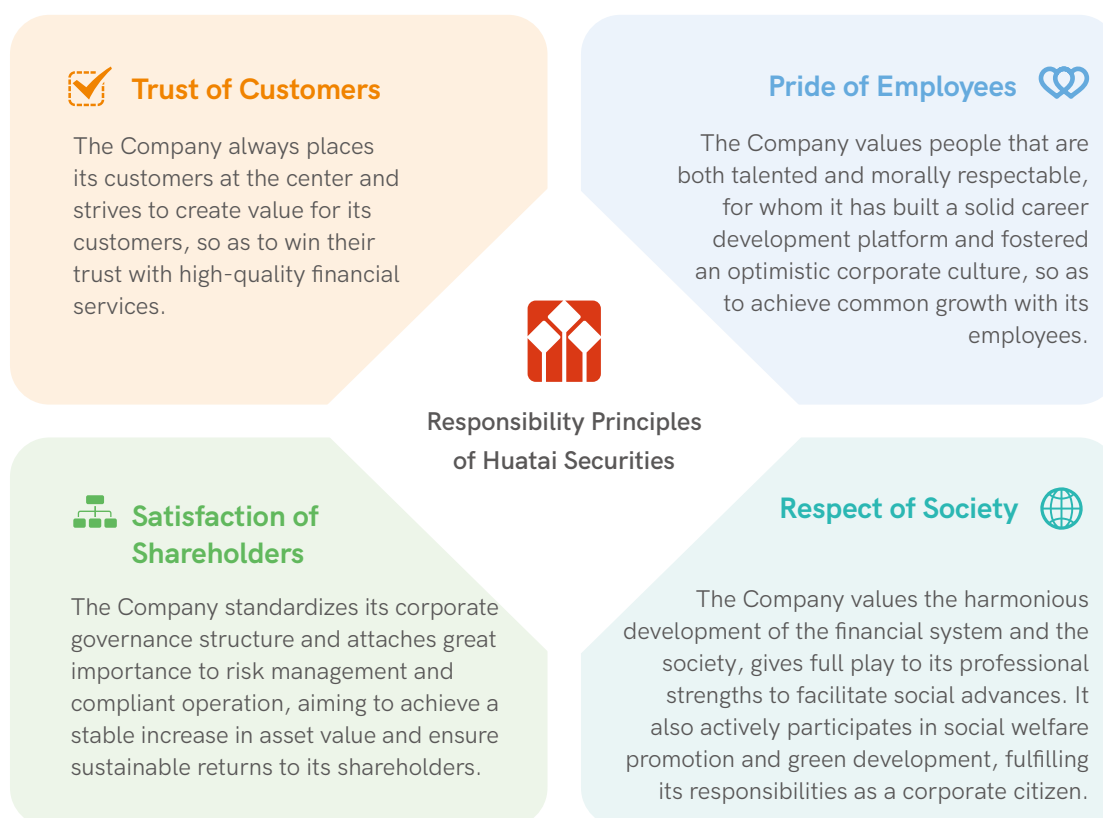 Trust of Customers
The Company always places
its customers at the center and
strives to create value for its
customers, so as to win their
trust with high-quality financial
services.
Pride of Employees
The Company values people that are
both talented and morally respectable,
for whom it has built a solid career
development platform and fostered
an optimistic corporate culture, so as
to achieve common growth with its
employees.
Responsibility Principles
of Huatai Securities
Satisfaction of
Shareholders
The Company standardizes its corporate
governance structure and attaches great
importance to risk management and
compliant operation, aiming to achieve a
stable increase in asset value and ensure
sustainable returns to its shareholders.
Respect of Society
The Company values the harmonious
development of the financial system and the
society, gives full play to its professional
strengths to facilitate social advances. It
also actively participates in social welfare
promotion and green development, fulfilling
its responsibilities as a corporate citizen.